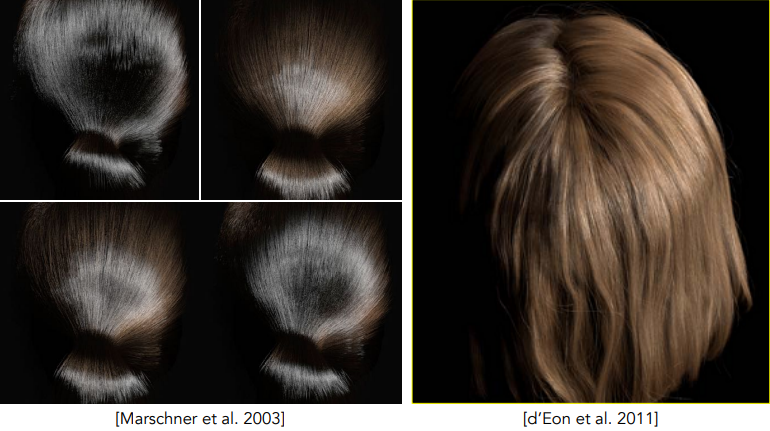 [Marschner et al. 2003]
[d’Eon et al. 2011]